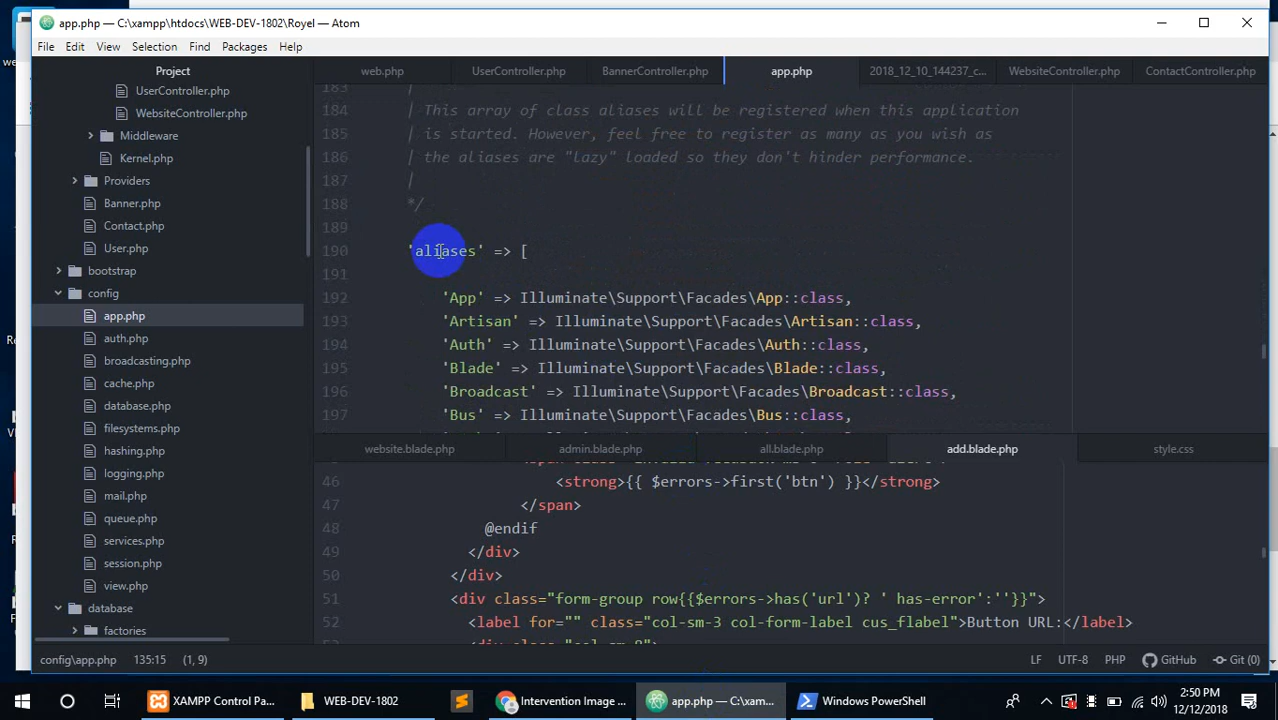 app.php — C:\xampp\htdocs\WEB-DEV-1802\Royel — Atom
File Edit View Selection Find Packages Help
Project
UserController.php
WebsiteController.php
Middleware
Kernel.php
Providers
Banner.php
Contact.php
User.php
bootstrap
config
app.php
auth.php
broadcasting.php
cache.php
database.php
filesystems.php
hashing.php
logging.php
mail.php
queue.php
services.php
session.php
view.php
database
factories
web.php UserController.php BannerController.php app.php 2018_12_10_144237_c... WebsiteController.php ContactController.php
183 |
184 | This array of class aliases will be registered when this application
185 | is started. However, feel free to register as many as you wish as
186 | the aliases are "lazy" loaded so they don't hinder performance.
187 |
188 */
189
190 'aliases' => [
191
192 'App' => Illuminate\Support\Facades\App::class,
193 'Artisan' => Illuminate\Support\Facades\Artisan::class,
194 'Auth' => Illuminate\Support\Facades\Auth::class,
195 'Blade' => Illuminate\Support\Facades\Blade::class,
196 'Broadcast' => Illuminate\Support\Facades\Broadcast::class,
197 'Bus' => Illuminate\Support\Facades\Bus::class,
website.blade.php admin.blade.php all.blade.php add.blade.php style.css
46 <strong>{{ $errors->first('btn') }}</strong>
47 </span>
48 @endif
49 </div>
50 </div>
51 <div class="form-group row{{$errors->has('url')? ' has-error':''}}">
52 <label for="" class="col-sm-3 col-form-label cus_flabel">Button URL:</label>
config\app.php 135:15 (1, 9) LF UTF-8 PHP GitHub Git (0)
XAMPP Control Pa... WEB-DEV-1802 Intervention Image ... app.php — C:\xam... Windows PowerShell
2:50 PM
12/12/2018